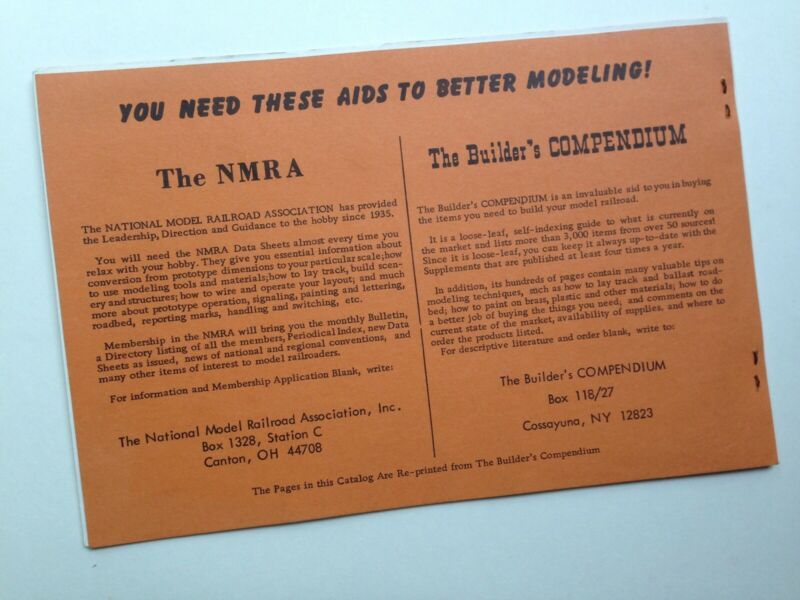 YOU NEED THESE AIDS TO BETTER MODELING!
The NMRA
The NATIONAL MODEL RAILROAD ASSOCIATION has provided
the Leadership, Direction and Guidance to the hobby since 1935.
You will need the NMRA Data Sheets almost every time you
relax with your hobby. They give you essential information about
conversion from prototype dimensions to your particular scale;how
to use modeling tools and materials;how to lay track, build scen-
ery and structures; how to wire and operate your layout; and much
more about prototype operation, signaling, painting and lettering,
roadbed, reporting marks, handling and switching, etc.
Membership in the NMRA will bring you the monthly Bulletin,
a Directory listing of all the members, Periodical Index, new Data
Sheets as issued, news of national and regional conventions, and
many other items of interest to model railroaders.
For information and Membership Application Blank, write:
The National Model Railroad Association, Inc.
Box 1328, Station C
Canton, OH 44708
The Builder's COMPENDIUM
The Builder's COMPENDIUM is an invaluable aid to you in buying
the items you need to build your model railroad.
It is a loose-leaf, self-indexing guide to what is currently on
the market and lists more than 3,000 items from over 50 sources!
Since it is loose-leaf, you can keep it always up-to-date with the
Supplements that are published at least four times a year.
In addition, its hundreds of pages contain many valuable tips on
modeling techniques, such as how to lay track and ballast road-
bed; how to paint on brass, plastic and other materials; how to do
a better job of buying the things you need; and comments on the
current state of the market, availability of supplies, and where to
order the products listed.
For descriptive literature and order blank, write to:
The Builder's COMPENDIUM
Box 118/27
Cossayuna, NY 12823
The Pages in this Catalog Are Re-printed from The Builder's Compendium